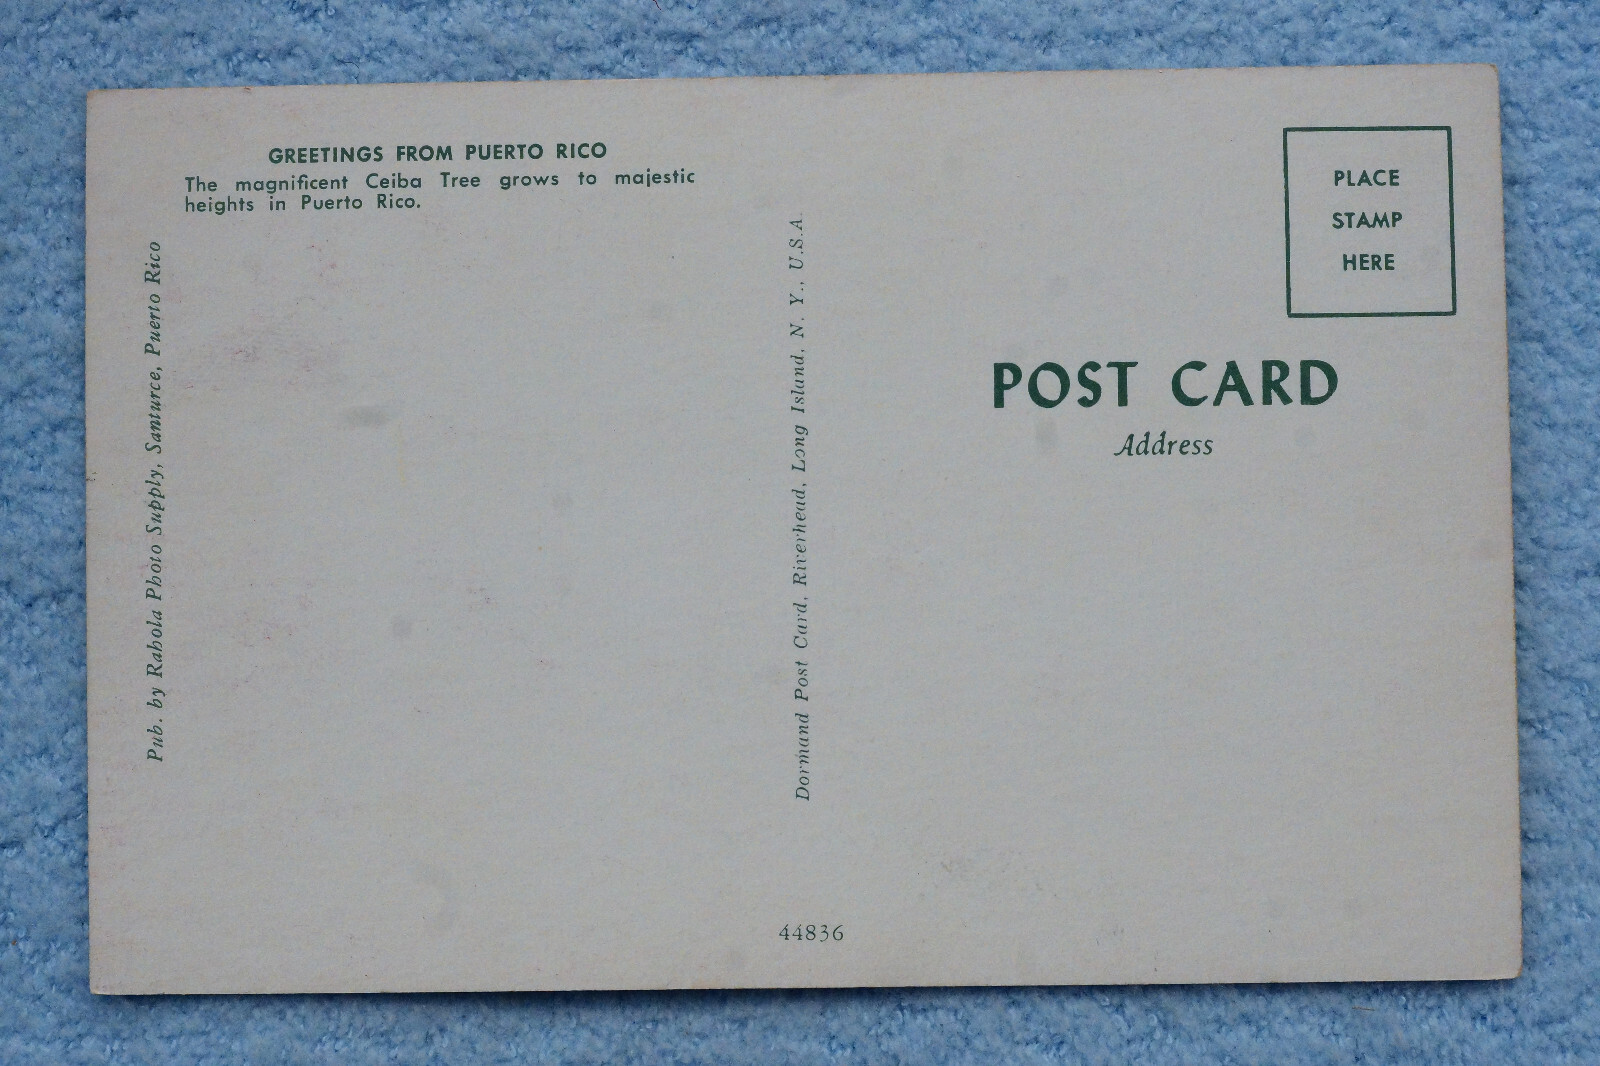 GREETINGS FROM PUERTO RICO
The magnificent Ceiba Tree grows to majestic
heights in Puerto Rico.
Pub. by Rahola Photo Supply, Santurce, Puerto Rico
Dormand Post Card, Riverhead, Long Island, N. Y., U.S.A.
44836
PLACE
STAMP
HERE
POST CARD
Address